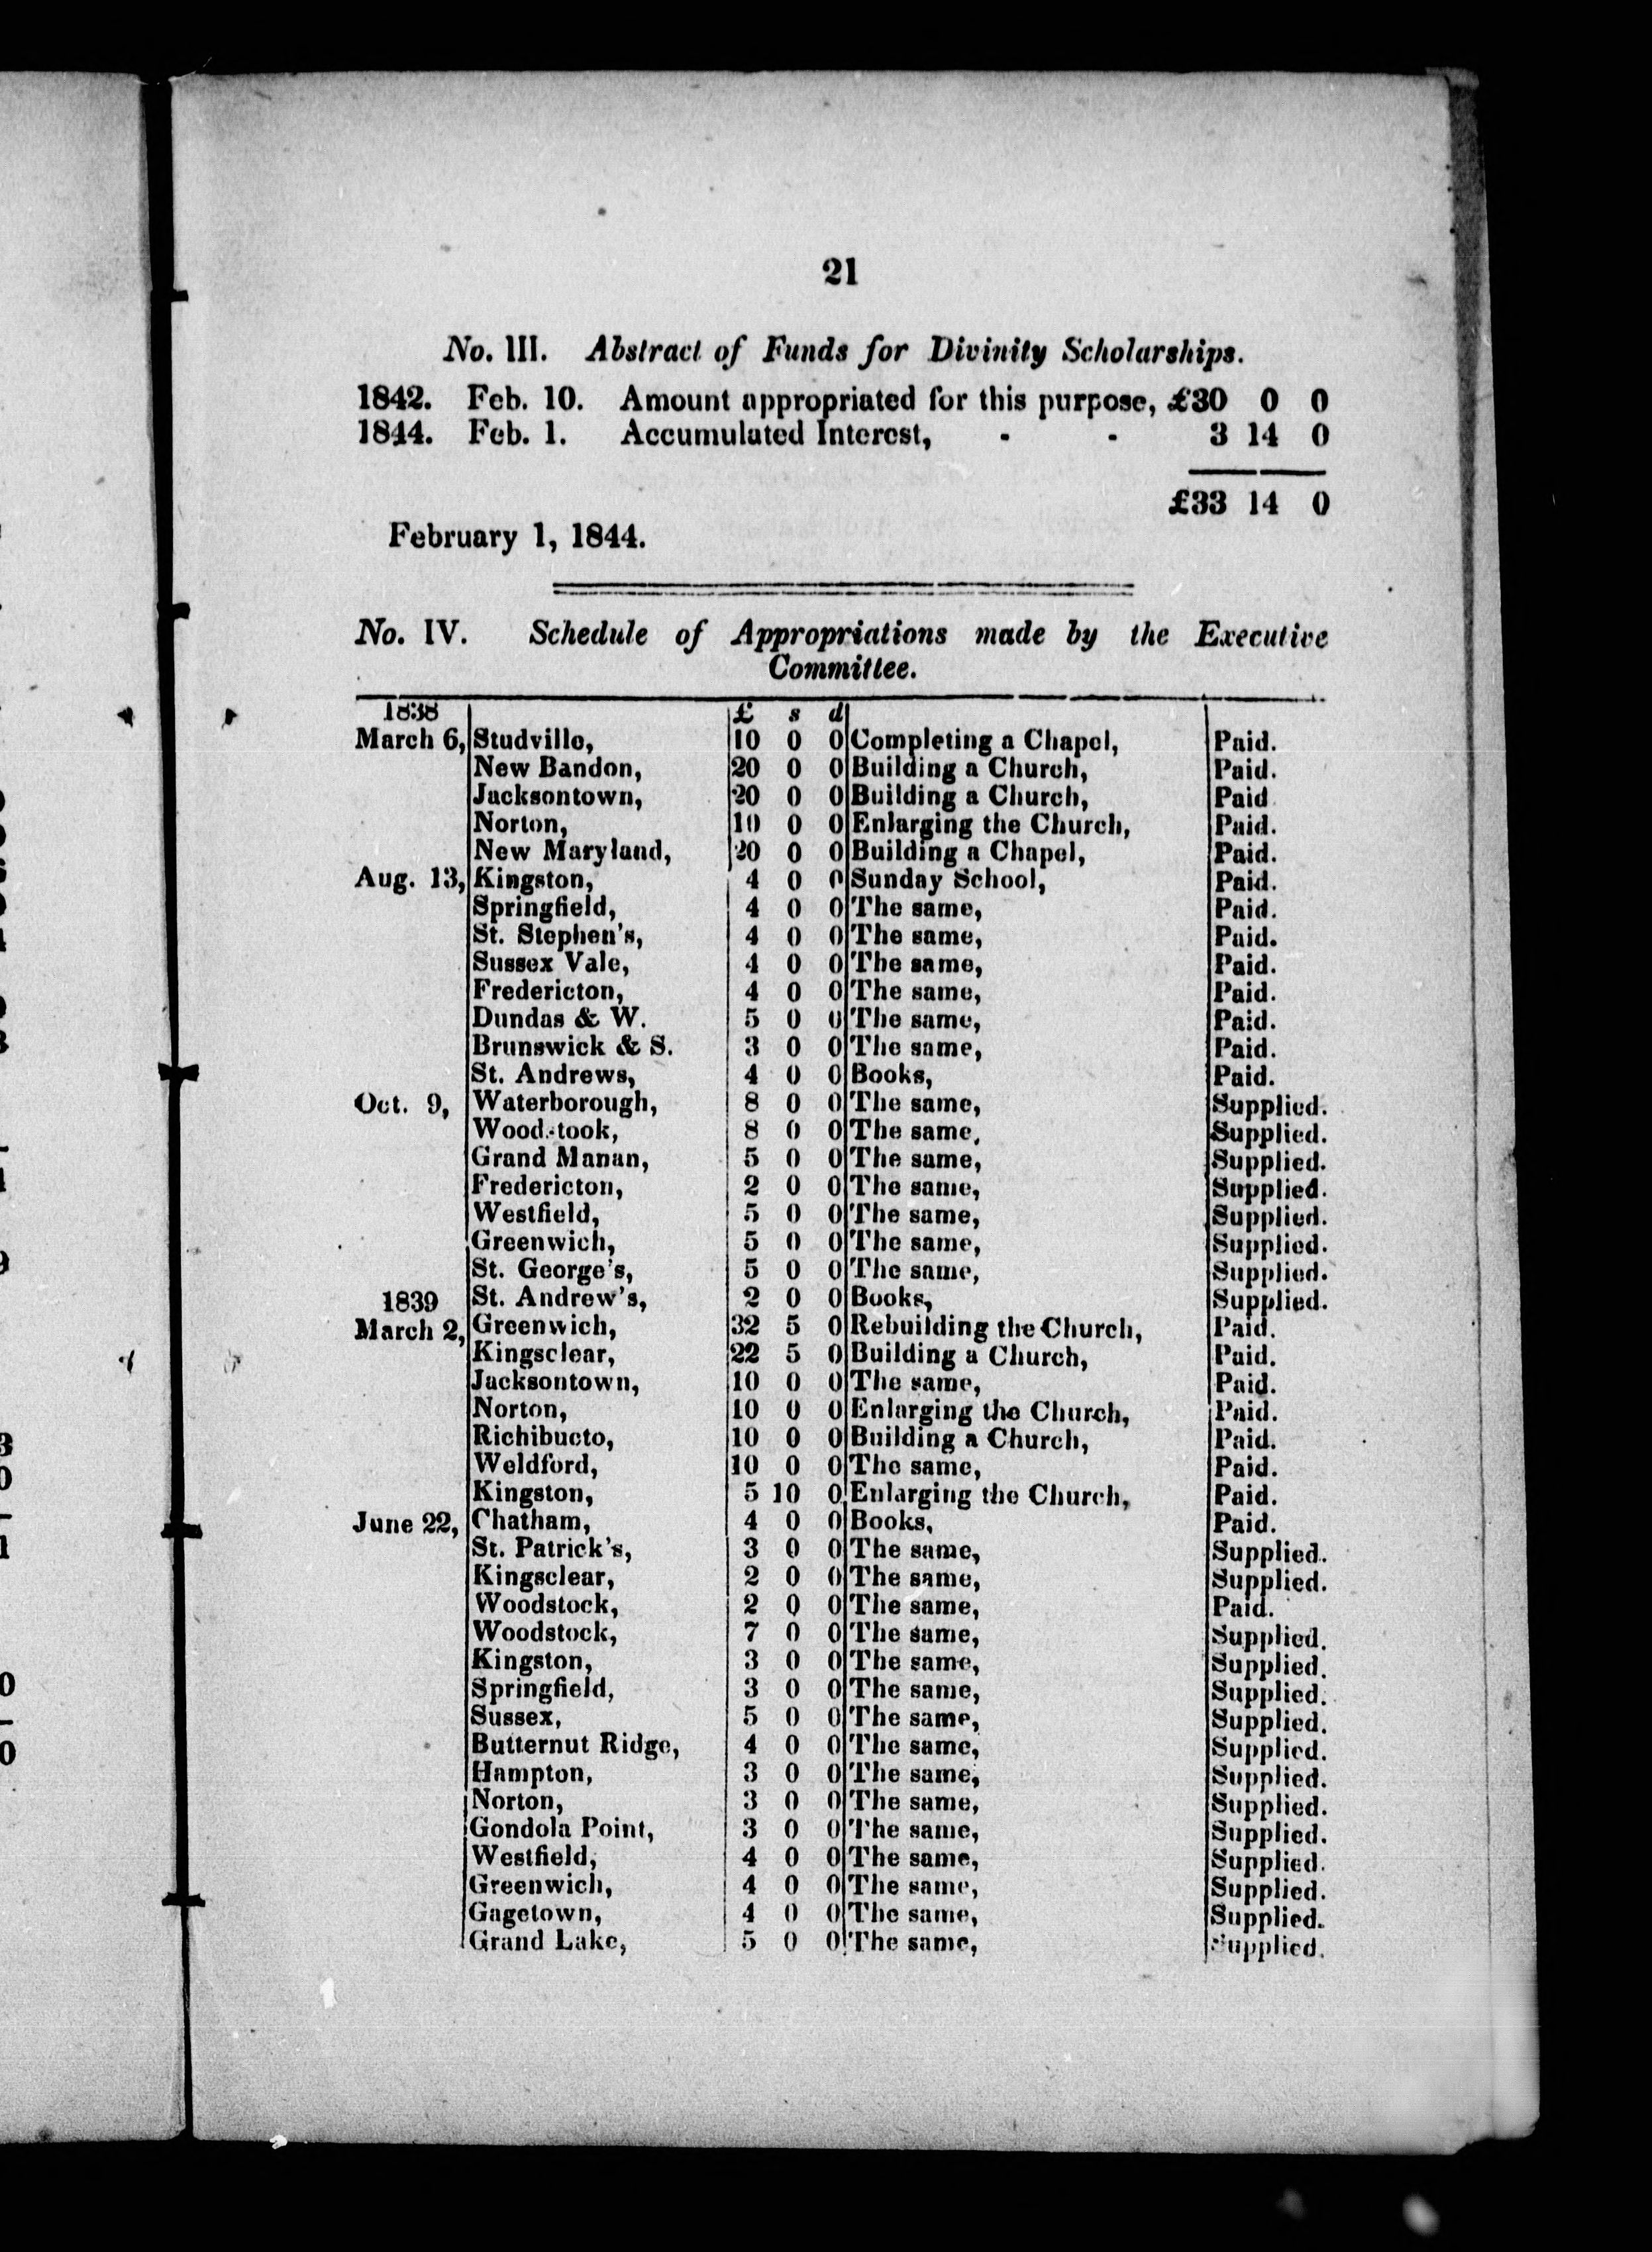 21
No. III. Abstract of Funds for Divinity Scholarships.
1842. Feb. 10. Amount appropriated for this purpose, £30 0 0
1844. Feb. 1. Accumulated Interest, - - 3 14 0
£33 14 0
February 1, 1844.
No. IV. Schedule of Appropriations made by the Executive
Committee.
1838 £ s d
March 6, Studville, 10 0 0 Completing a Chapel, Paid.
New Bandon, 20 0 0 Building a Church, Paid.
Jacksontown, 20 0 0 Building a Church, Paid
Norton, 10 0 0 Enlarging the Church, Paid.
New Maryland, 20 0 0 Building a Chapel, Paid.
Aug. 13, Kingston, 4 0 0 Sunday School, Paid.
Springfield, 4 0 0 The same, Paid.
St. Stephen's, 4 0 0 The same, Paid.
Sussex Vale, 4 0 0 The same, Paid.
Fredericton, 4 0 0 The same, Paid.
Dundas & W. 5 0 0 The same, Paid.
Brunswick & S. 3 0 0 The same, Paid.
St. Andrews, 4 0 0 Books, Paid.
Oct. 9, Waterborough, 8 0 0 The same, Supplied.
Woodstock, 8 0 0 The same, Supplied.
Grand Manan, 5 0 0 The same, Supplied.
Fredericton, 2 0 0 The same, Supplied.
Westfield, 5 0 0 The same, Supplied.
Greenwich, 5 0 0 The same, Supplied.
St. George's, 5 0 0 The same, Supplied.
1839 St. Andrew's, 2 0 0 Books, Supplied.
March 2, Greenwich, 32 5 0 Rebuilding the Church, Paid.
Kingsclear, 22 5 0 Building a Church, Paid.
Jacksontown, 10 0 0 The same, Paid.
Norton, 10 0 0 Enlarging the Church, Paid.
Richibucto, 10 0 0 Building a Church, Paid.
Weldford, 10 0 0 The same, Paid.
Kingston, 5 10 0 Enlarging the Church, Paid.
June 22, Chatham, 4 0 0 Books, Paid.
St. Patrick's, 3 0 0 The same, Supplied.
Kingsclear, 2 0 0 The same, Supplied.
Woodstock, 2 0 0 The same, Paid.
Woodstock, 7 0 0 The same, Supplied.
Kingston, 3 0 0 The same, Supplied.
Springfield, 3 0 0 The same, Supplied.
Sussex, 5 0 0 The same, Supplied.
Butternut Ridge, 4 0 0 The same, Supplied.
Hampton, 3 0 0 The same, Supplied.
Norton, 3 0 0 The same, Supplied.
Gondola Point, 3 0 0 The same, Supplied.
Westfield, 4 0 0 The same, Supplied.
Greenwich, 4 0 0 The same, Supplied.
Gagetown, 4 0 0 The same, Supplied.
Grand Lake, 5 0 0 The same, Supplied.